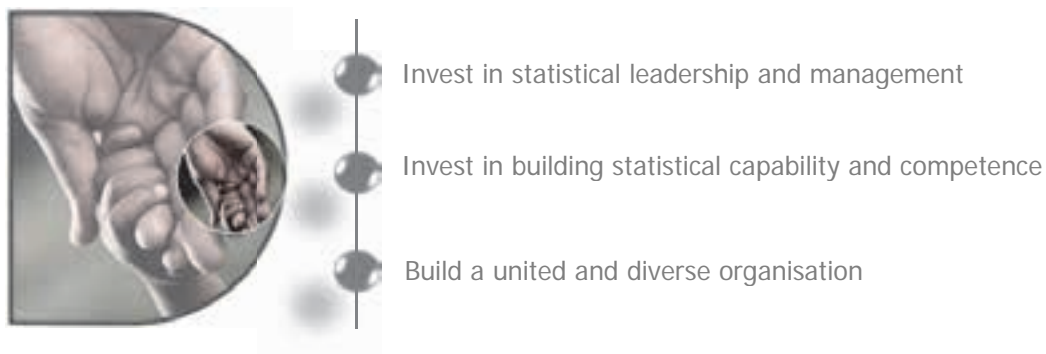 Invest in statistical leadership and management
Invest in building statistical capability and competence
Build a united and diverse organisation